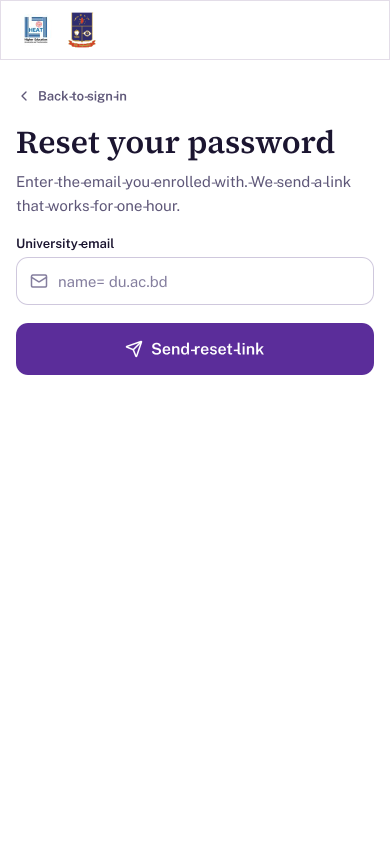 HEAT
Back-to-sign-in
Reset your password
Enter-the-email-you-enrolled-with.-We-send-a-link
that-works-for-one-hour.
University-email
name= du.ac.bd
Send-reset-link